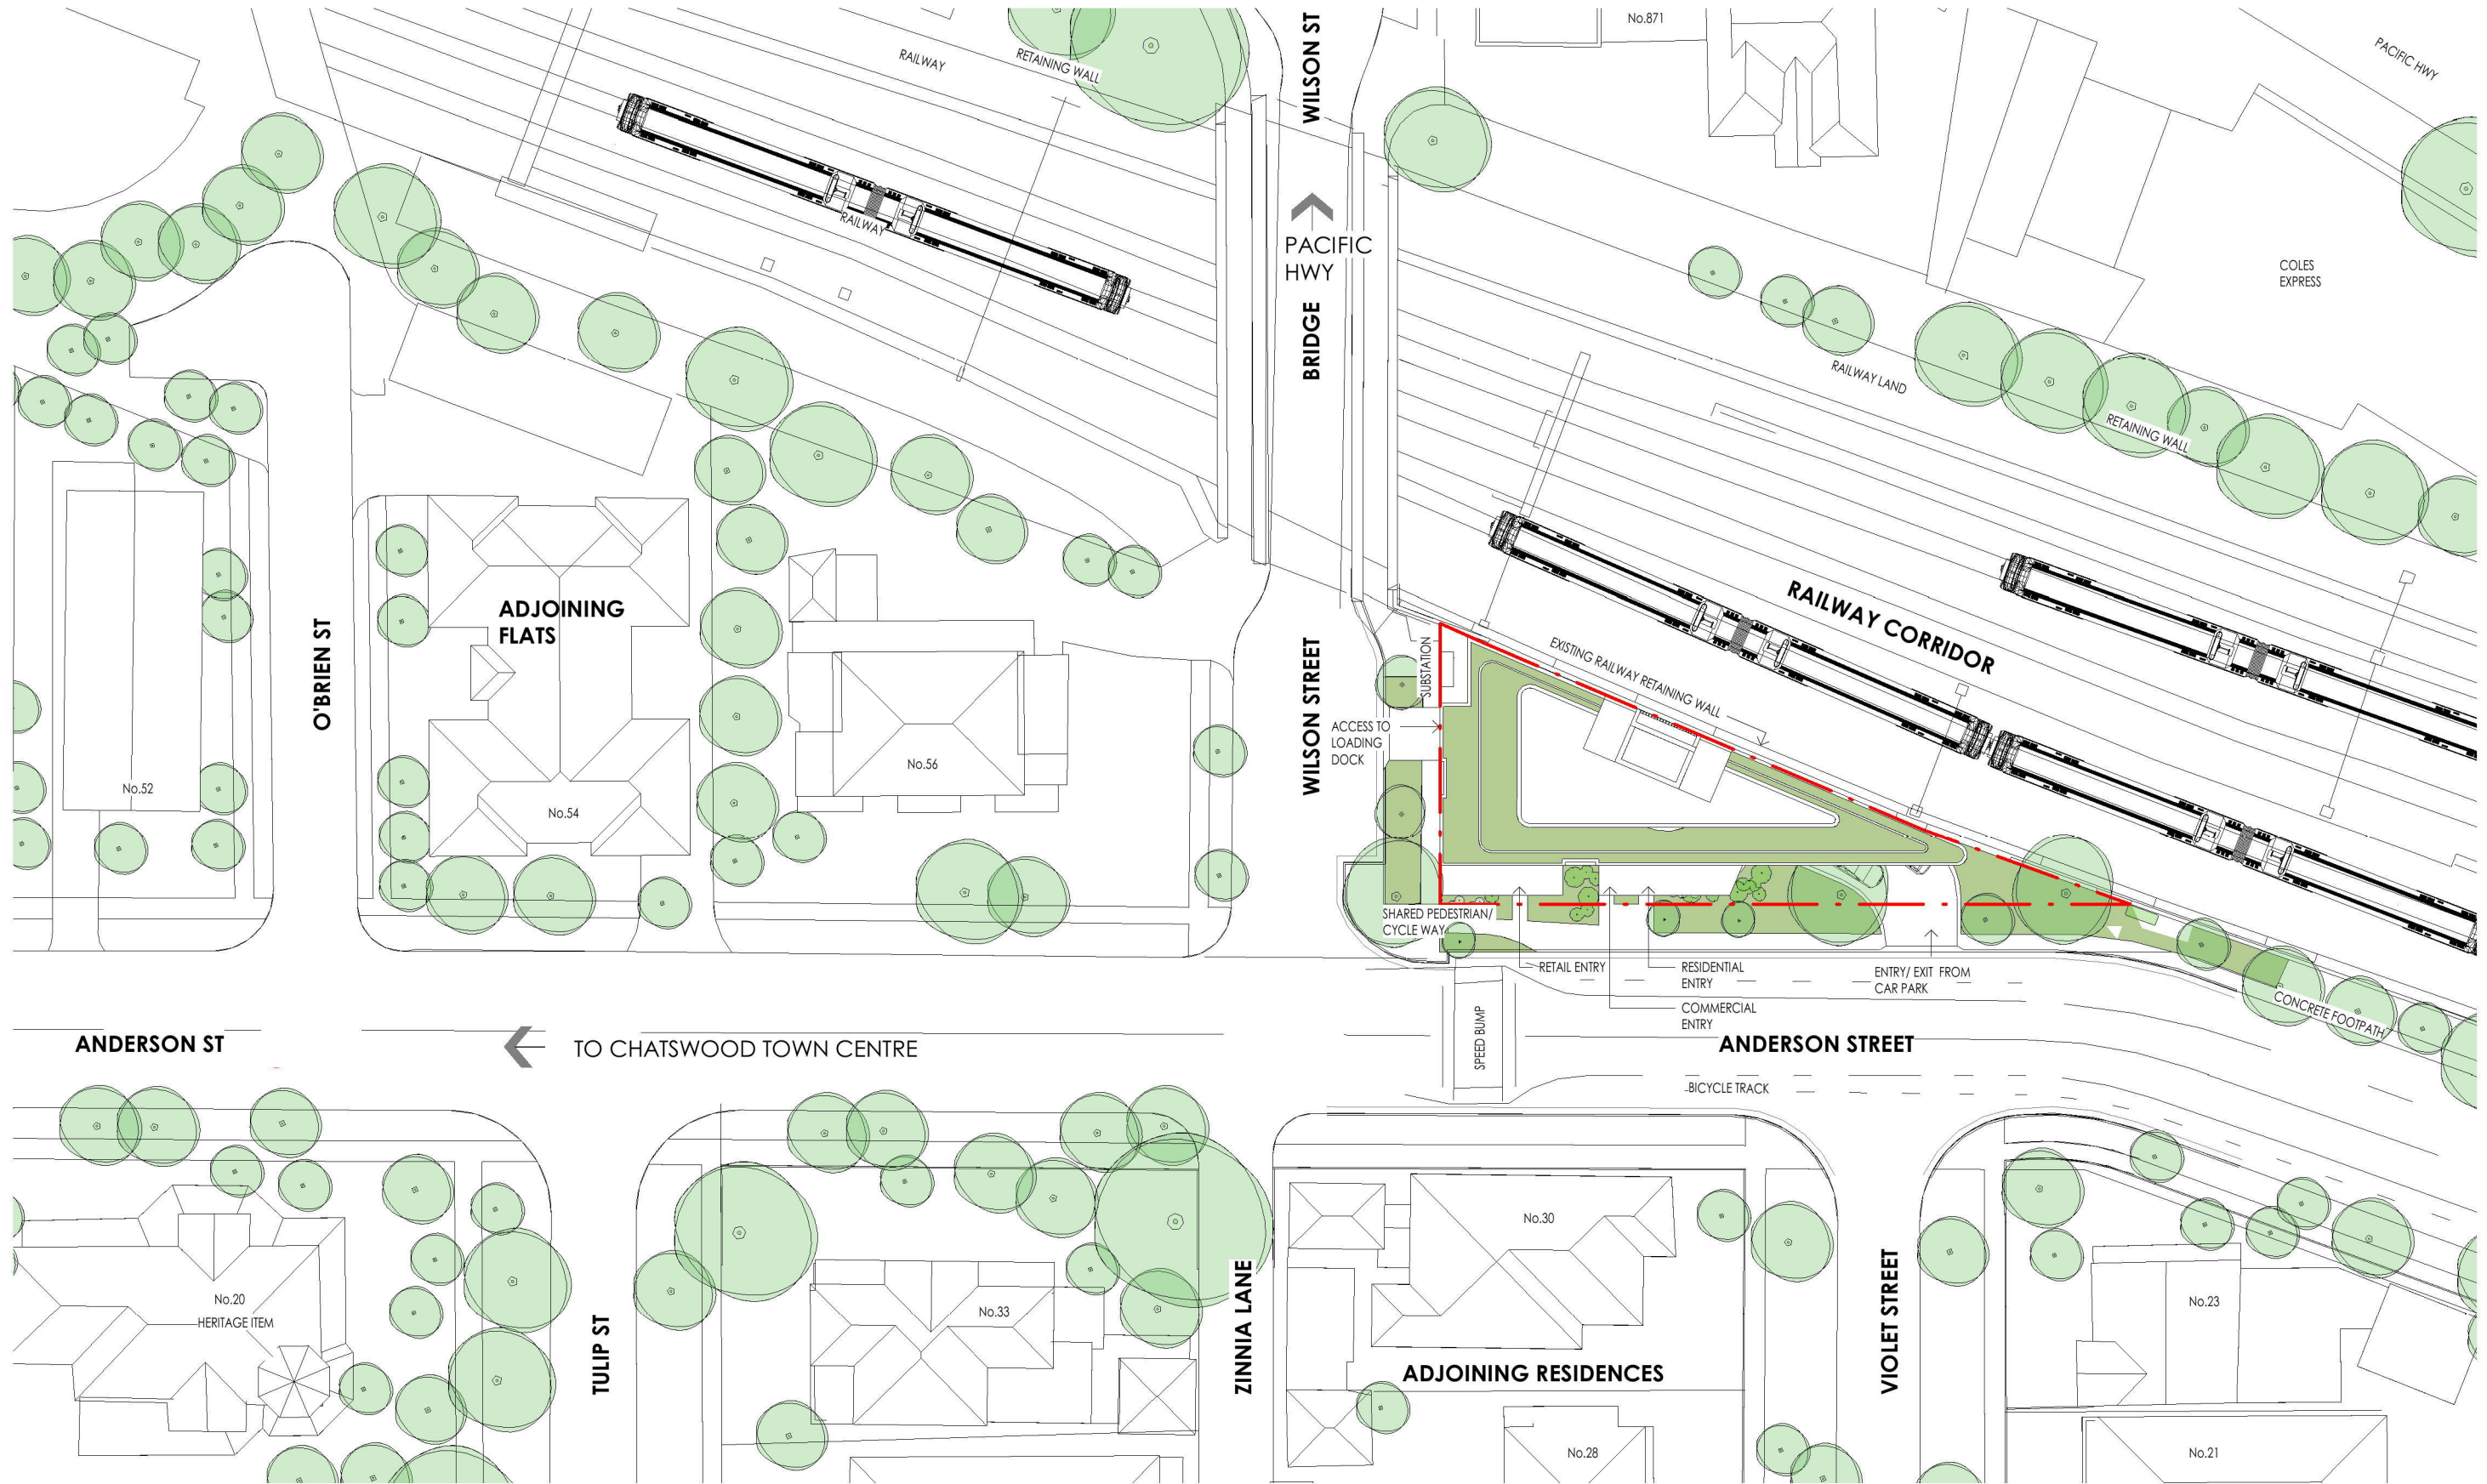 No.871
PACIFIC HWY
WILSON ST
RAILWAY
RETAINING WALL
RAILWAY
PACIFIC
HWY
BRIDGE
COLES
EXPRESS
RAILWAY LAND
RETAINING WALL
ADJOINING
FLATS
O'BRIEN ST
No.52
No.54
No.56
WILSON STREET
SUBSTATION
ACCESS TO
LOADING
DOCK
EXISTING RAILWAY RETAINING WALL
RAILWAY CORRIDOR
SHARED PEDESTRIAN/
CYCLE WAY
RETAIL ENTRY
RESIDENTIAL
ENTRY
COMMERCIAL
ENTRY
ENTRY/ EXIT FROM
CAR PARK
CONCRETE FOOTPATH
SPEED BUMP
ANDERSON ST
TO CHATSWOOD TOWN CENTRE
ANDERSON STREET
BICYCLE TRACK
No.20
HERITAGE ITEM
TULIP ST
No.33
ZINNIA LANE
No.30
ADJOINING RESIDENCES
No.28
VIOLET STREET
No.23
No.21